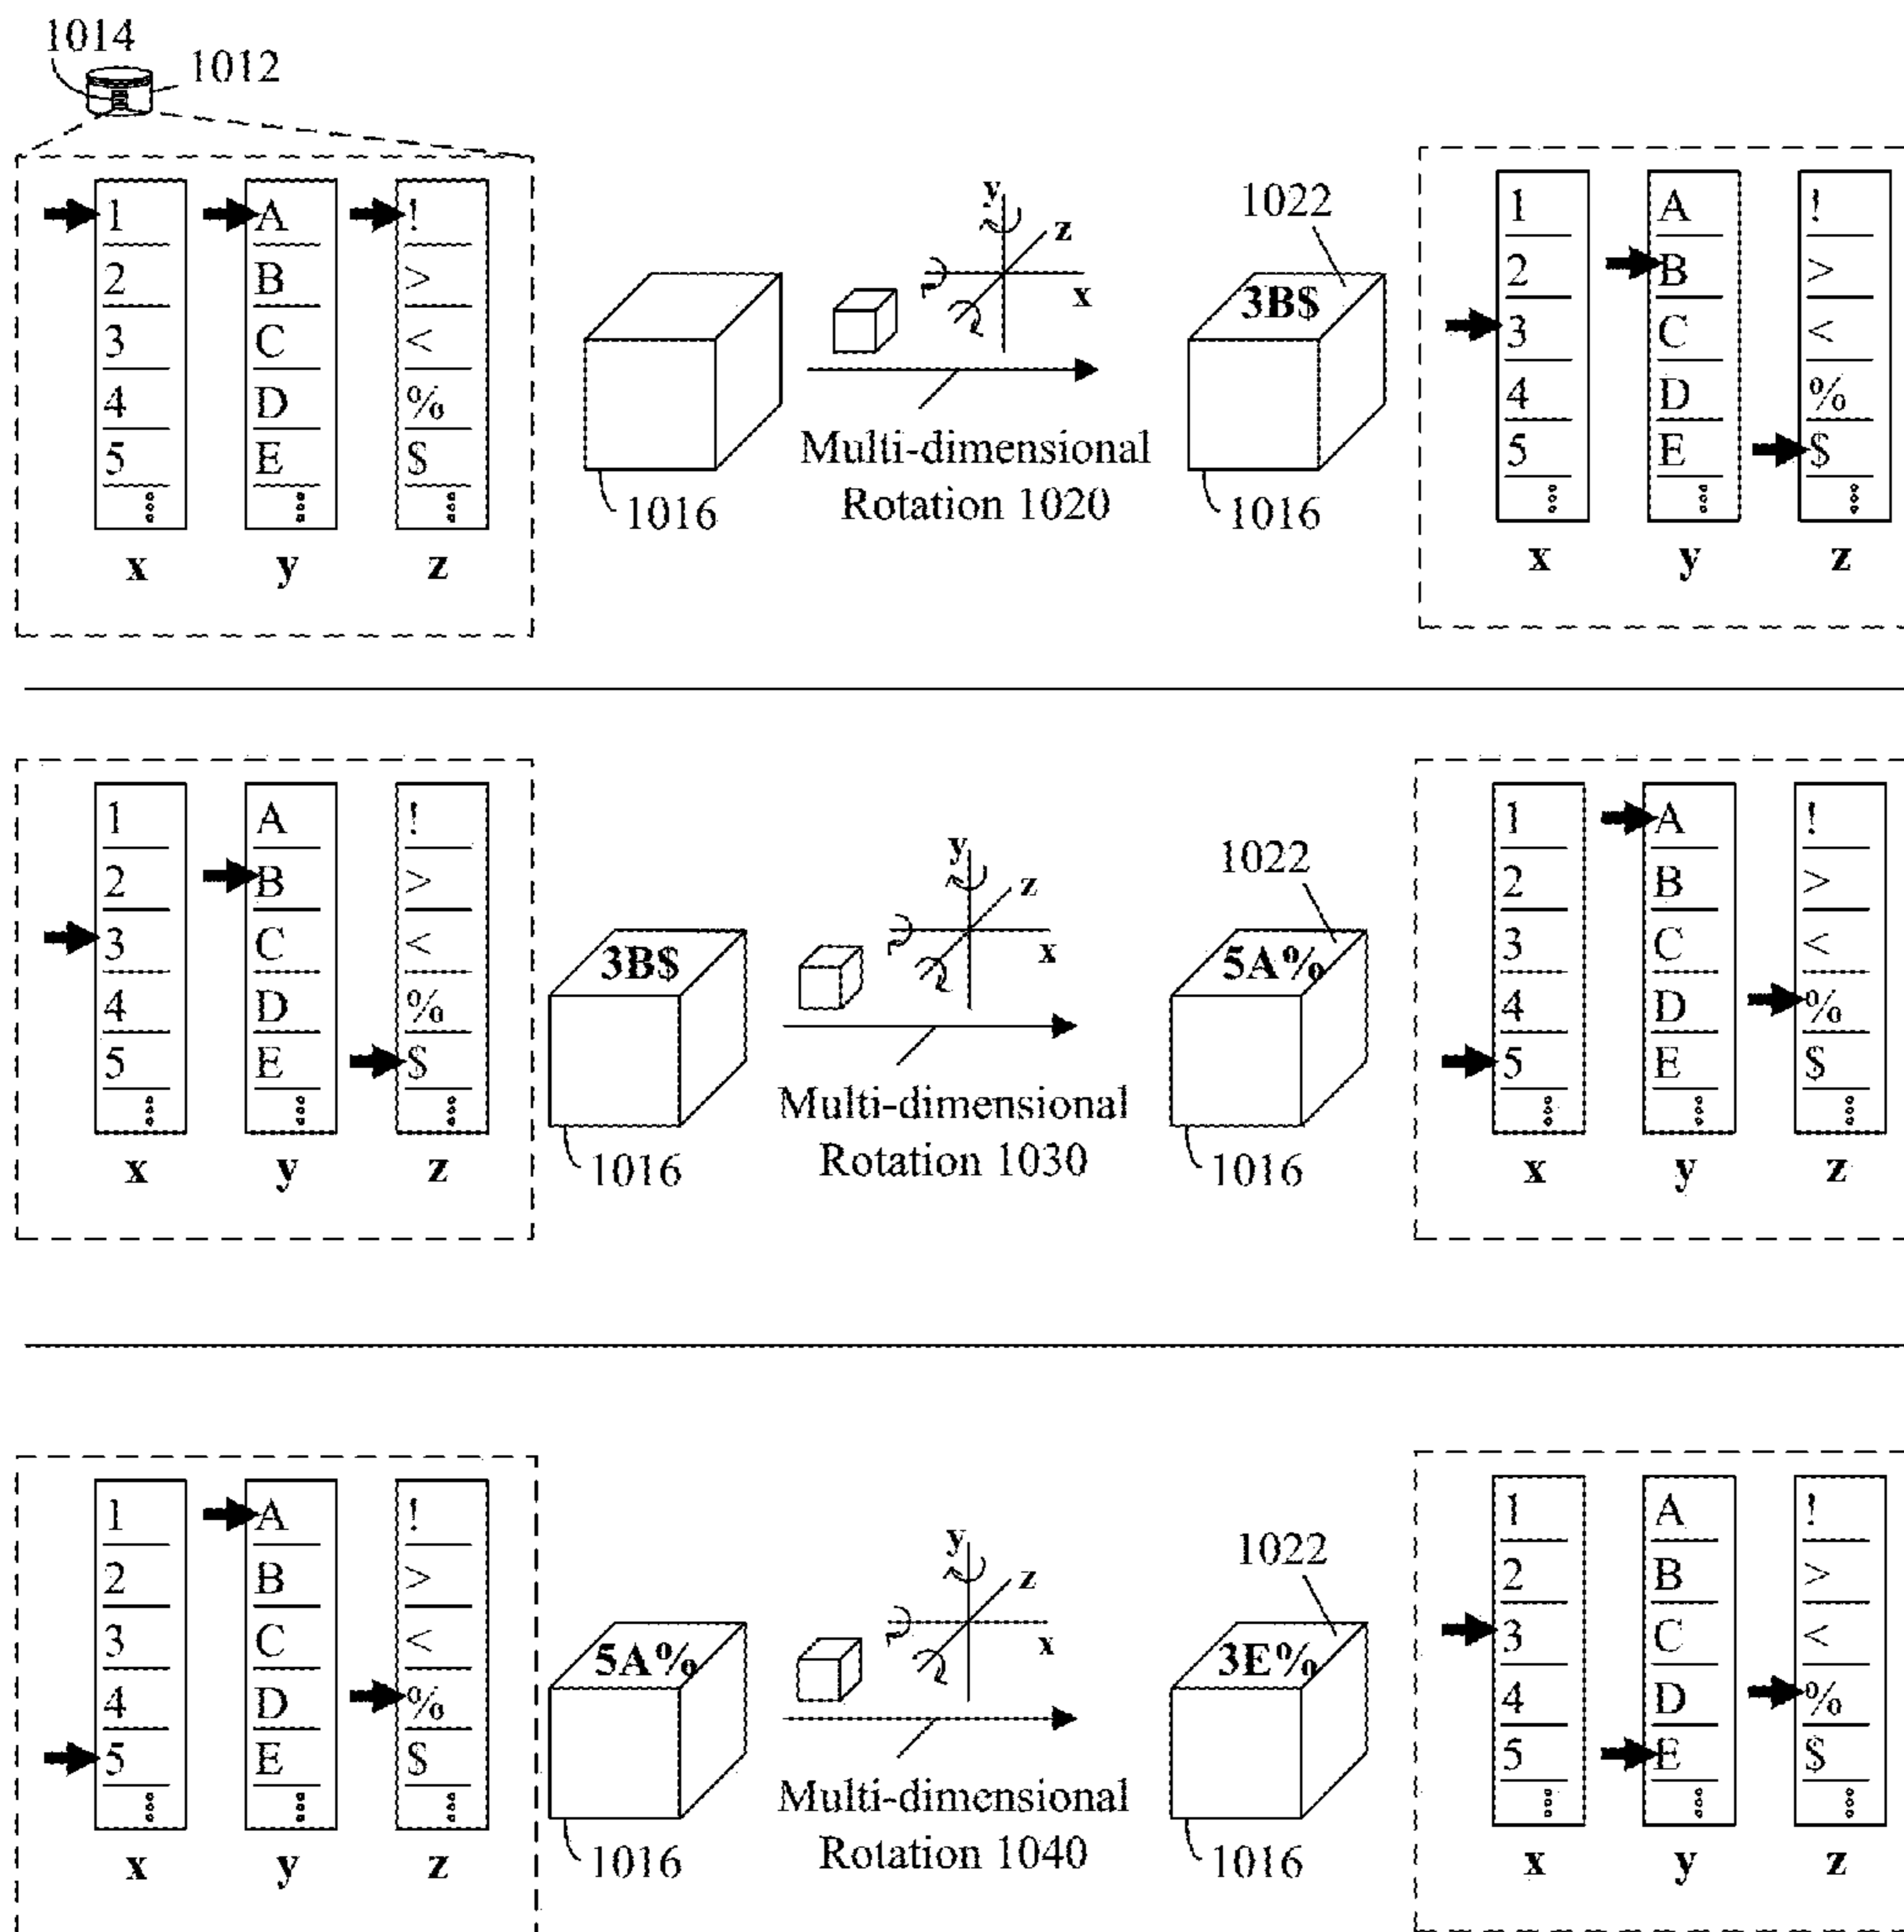 1014
1012
1 A !
2 B >
3 C <
4 D %
5 E $
x y z
1016
y
z
x
Multi-dimensional
Rotation 1020
1022
3B$
1016
1 A !
2 B >
3 C <
4 D %
5 E $
x y z
1 A !
2 B >
3 C <
4 D %
5 E $
x y z
3B$
1016
y
z
x
Multi-dimensional
Rotation 1030
1022
5A%
1016
1 A !
2 B >
3 C <
4 D %
5 E $
x y z
1 A !
2 B >
3 C <
4 D %
5 E $
x y z
5A%
1016
y
z
x
Multi-dimensional
Rotation 1040
1022
3E%
1016
1 A !
2 B >
3 C <
4 D %
5 E $
x y z